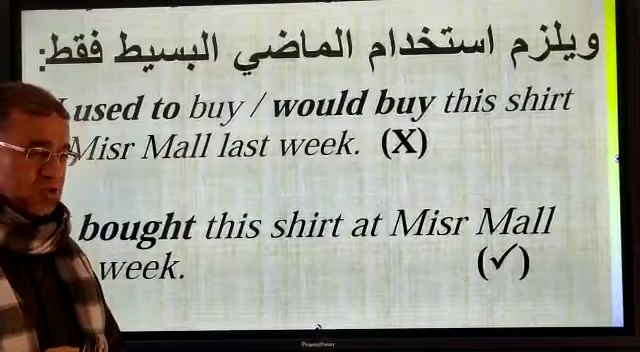 ويلزم استخدام الماضي البسيط فقط:
I used to buy / would buy this shirt
Misr Mall last week. (X)
bought this shirt at Misr Mall
week. (✓)